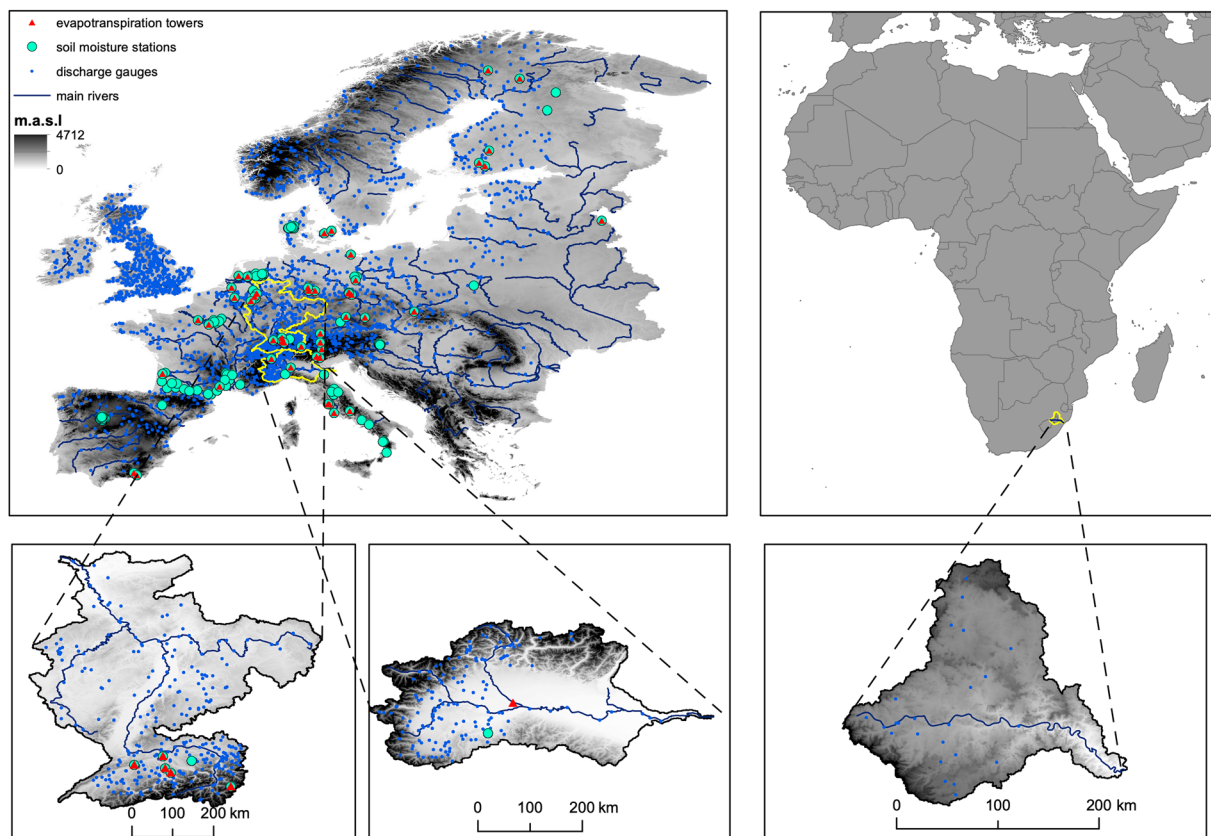 evapotranspiration towers
soil moisture stations
discharge gauges
main rivers
m.a.s.l
4712
0
0 100 200 km
0 100 200 km
0 100 200 km